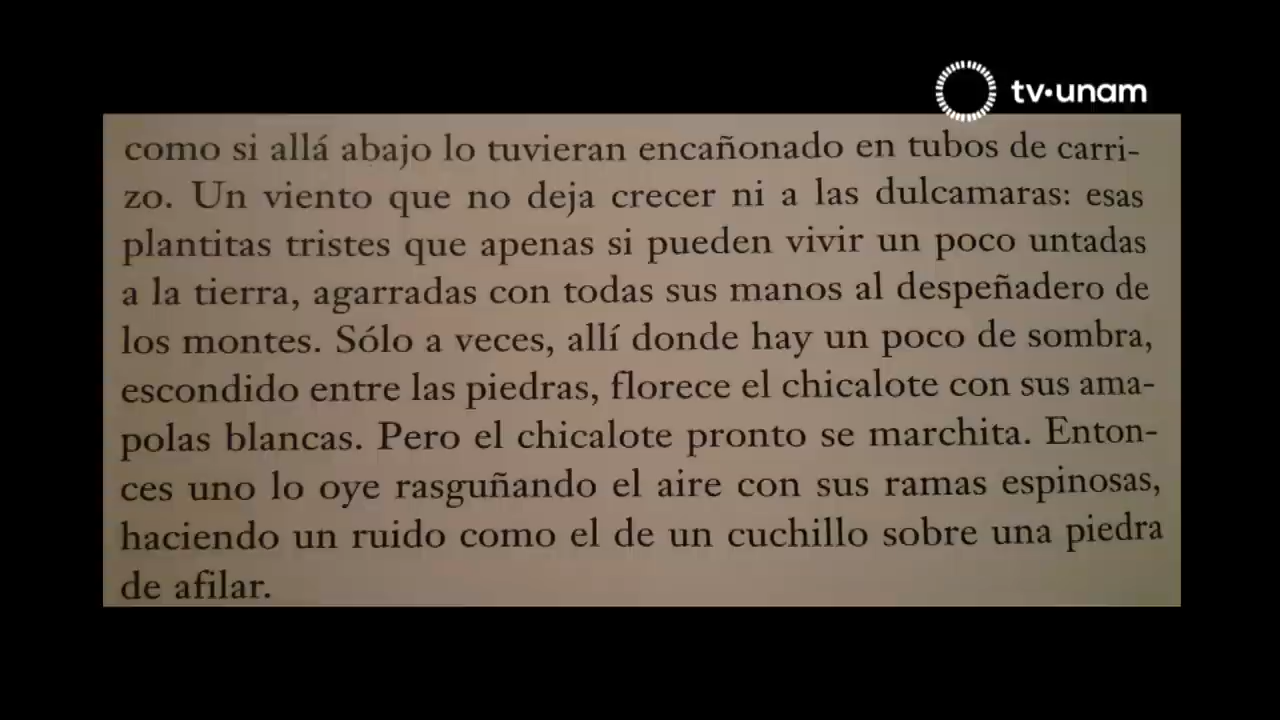 tv·unam
como si allá abajo lo tuvieran encañonado en tubos de carri-
zo. Un viento que no deja crecer ni a las dulcamaras: esas
plantitas tristes que apenas si pueden vivir un poco untadas
a la tierra, agarradas con todas sus manos al despeñadero de
los montes. Sólo a veces, allí donde hay un poco de sombra,
escondido entre las piedras, florece el chicalote con sus ama-
polas blancas. Pero el chicalote pronto se marchita. Enton-
ces uno lo oye rasguñando el aire con sus ramas espinosas,
haciendo un ruido como el de un cuchillo sobre una piedra
de afilar.